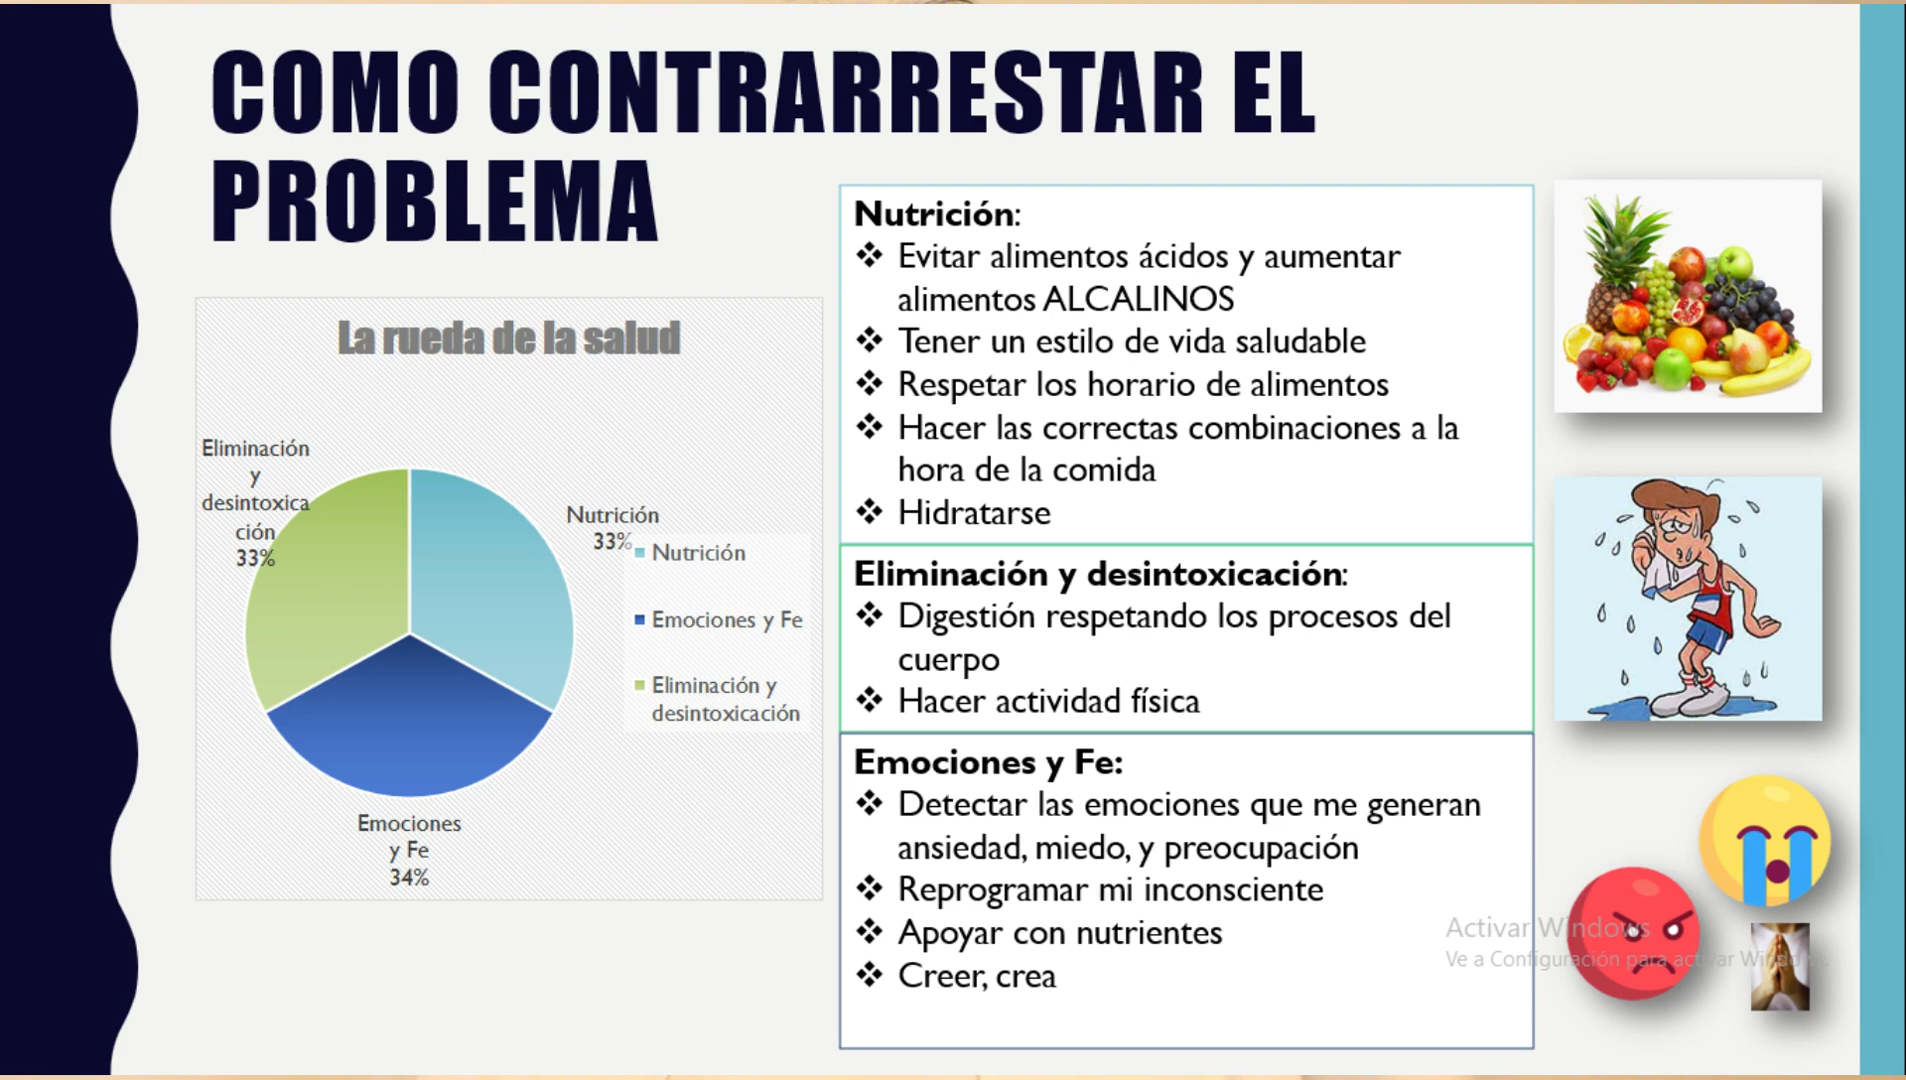 COMO CONTRARRESTAR EL
PROBLEMA
La rueda de la salud
Eliminación
y
desintoxica
ción
33%
Nutrición
33%
Emociones
y Fe
34%
Nutrición
Emociones y Fe
Eliminación y
desintoxicación
Nutrición:
❖ Evitar alimentos ácidos y aumentar
alimentos ALCALINOS
❖ Tener un estilo de vida saludable
❖ Respetar los horario de alimentos
❖ Hacer las correctas combinaciones a la
hora de la comida
❖ Hidratarse
Eliminación y desintoxicación:
❖ Digestión respetando los procesos del
cuerpo
❖ Hacer actividad física
Emociones y Fe:
❖ Detectar las emociones que me generan
ansiedad, miedo, y preocupación
❖ Reprogramar mi inconsciente
❖ Apoyar con nutrientes
❖ Creer, crea
Activar Windows
Ve a Configuración para activar Windows.